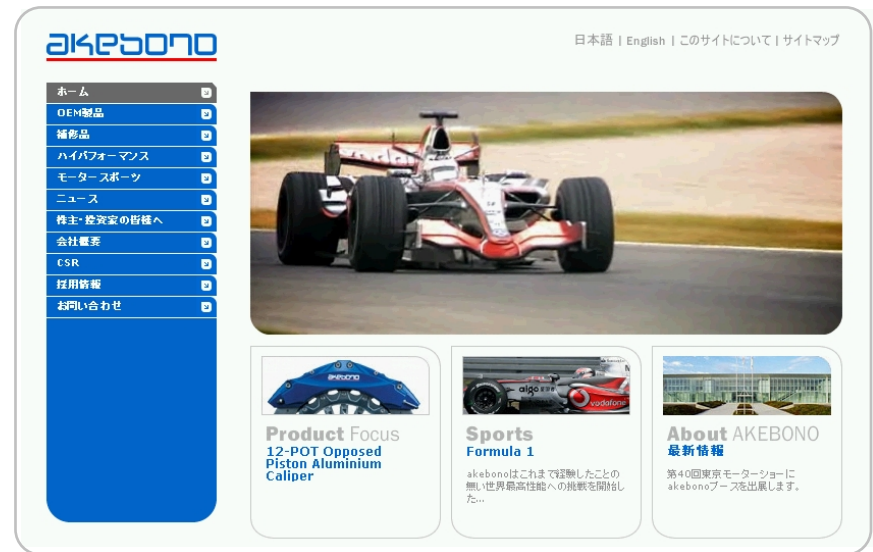 akebono
日本語 | English | このサイトについて | サイトマップ
ホーム
OEM製品
補修品
ハイパフォーマンス
モータースポーツ
ニュース
株主・投資家の皆様へ
会社概要
CSR
採用情報
お問い合わせ
akebono
algo
vodafone
Product Focus
12-POT Opposed
Piston Aluminium
Caliper
Sports
Formula 1
akebonoはこれまで経験したことの
無い世界最高性能への挑戦を開始し
た...
About AKEBONO
最新情報
第40回東京モーターショーに
akebonoブースを出展します。